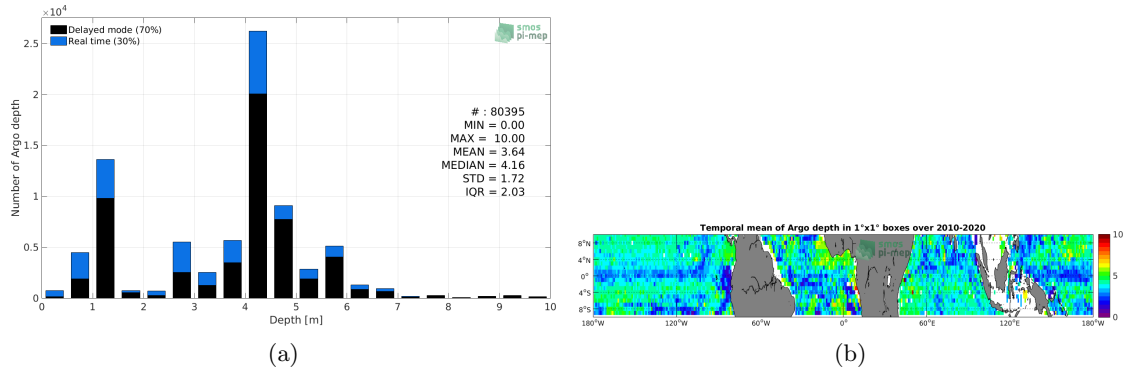 ×10⁴
Delayed mode (70%)
Real time (30%)
smos
pi-mep
2.5
2
1.5
1
0.5
0
Number of Argo depth
# : 80395
MIN = 0.00
MAX = 10.00
MEAN = 3.64
MEDIAN = 4.16
STD = 1.72
IQR = 2.03
0 1 2 3 4 5 6 7 8 9 10
Depth [m]
(a)
Temporal mean of Argo depth in 1°x1° boxes over 2010-2020
smos
pi-mep
8°N
4°N
0°
4°S
8°S
180°W 120°W 60°W 0° 60°E 120°E 180°W
10
5
0
(b)